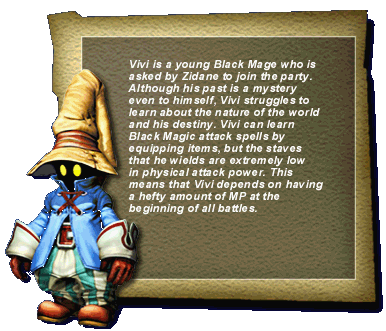 Vivi is a young Black Mage who is
asked by Zidane to join the party.
Although his past is a mystery
even to himself, Vivi struggles to
learn about the nature of the world
and his destiny. Vivi can learn
Black Magic attack spells by
equipping items, but the staves
that he wields are extremely low
in physical attack power. This
means that Vivi depends on having
a hefty amount of MP at the
beginning of all battles.